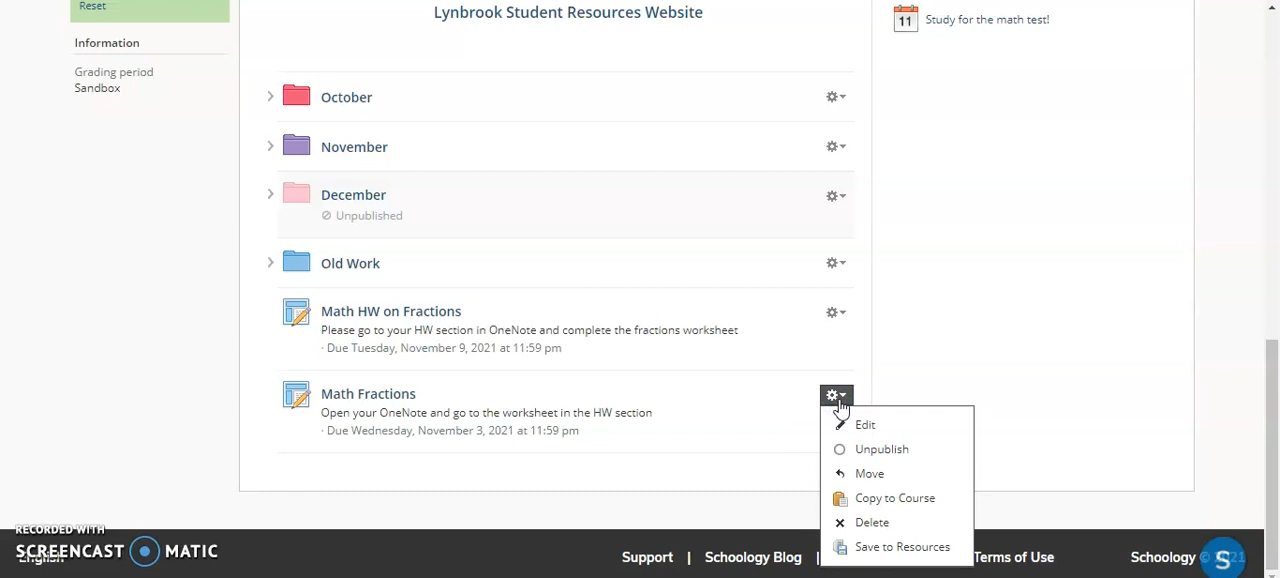 Reset
Information
Grading period
Sandbox
Lynbrook Student Resources Website
11 Study for the math test!
October
November
December
Unpublished
Old Work
Math HW on Fractions
Please go to your HW section in OneNote and complete the fractions worksheet
· Due Tuesday, November 9, 2021 at 11:59 pm
Math Fractions
Open your OneNote and go to the worksheet in the HW section
· Due Wednesday, November 3, 2021 at 11:59 pm
Edit
Unpublish
Move
Copy to Course
Delete
Save to Resources
RECORDED WITH
SCREENCAST MATIC
English
Support | Schoology Blog | Terms of Use Schoology © 2021
S